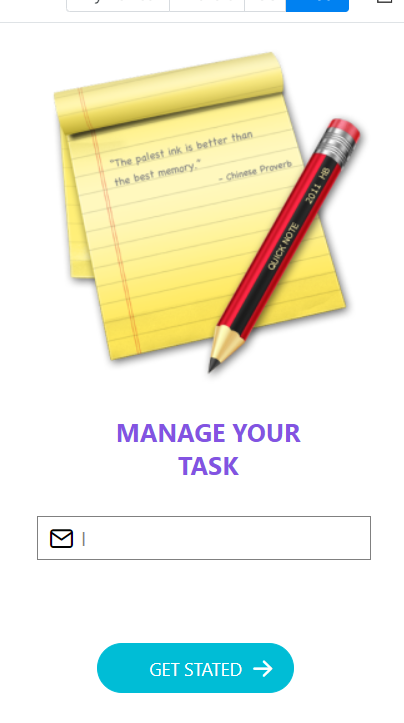 "The palest ink is better than
the best memory."
- Chinese Proverb
QUICK NOTE
2011 HB
MANAGE YOUR
TASK
GET STATED